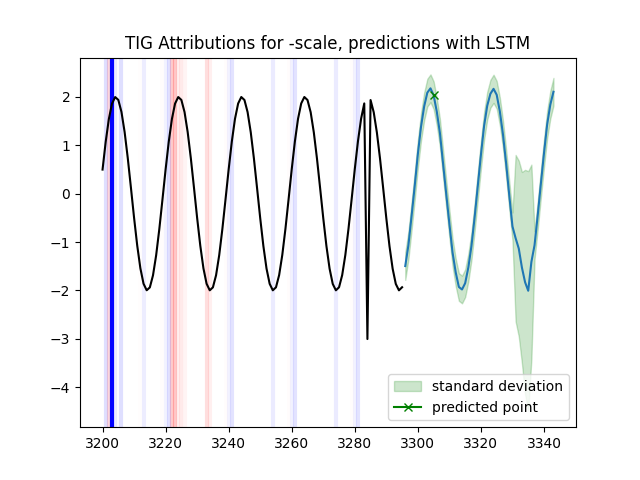 TIG Attributions for -scale, predictions with LSTM
2
1
0
−1
−2
−3
−4
standard deviation
predicted point
3200 3220 3240 3260 3280 3300 3320 3340